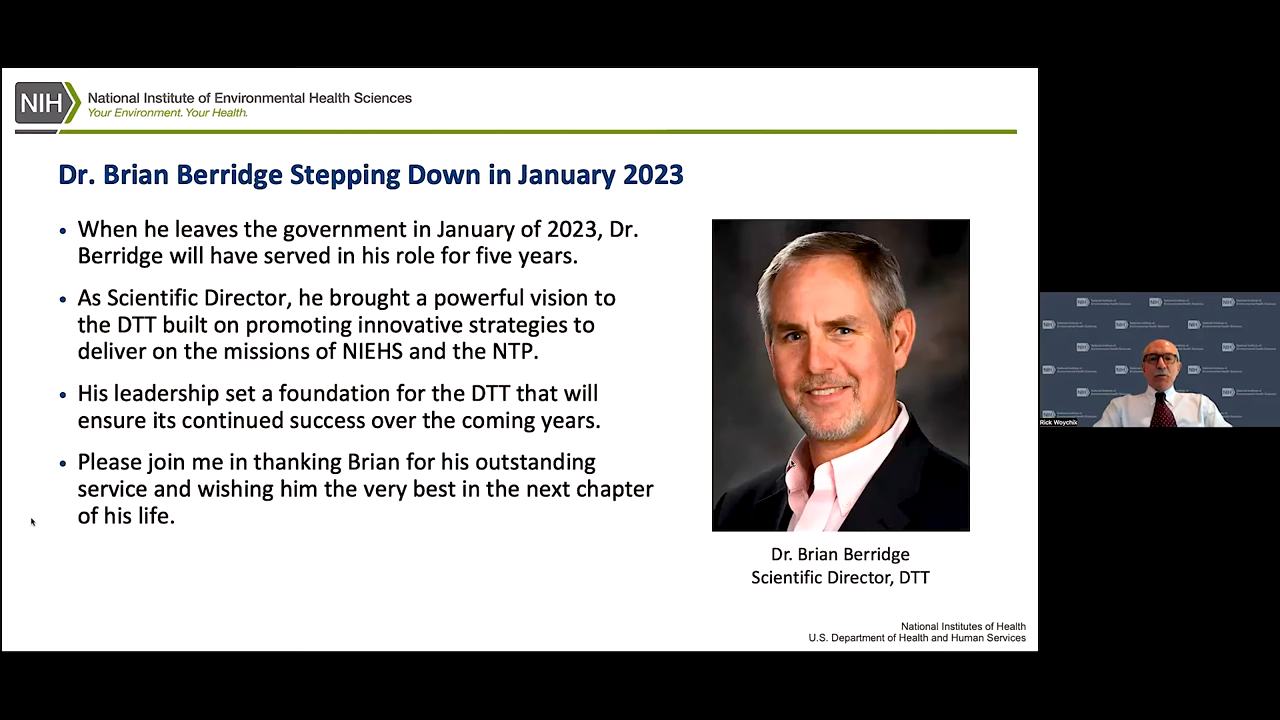 NIH
National Institute of Environmental Health Sciences
Your Environment. Your Health.
Dr. Brian Berridge Stepping Down in January 2023
• When he leaves the government in January of 2023, Dr.
Berridge will have served in his role for five years.
• As Scientific Director, he brought a powerful vision to
the DTT built on promoting innovative strategies to
deliver on the missions of NIEHS and the NTP.
• His leadership set a foundation for the DTT that will
ensure its continued success over the coming years.
• Please join me in thanking Brian for his outstanding
service and wishing him the very best in the next chapter
of his life.
Dr. Brian Berridge
Scientific Director, DTT
National Institutes of Health
U.S. Department of Health and Human Services
Rick Woychik